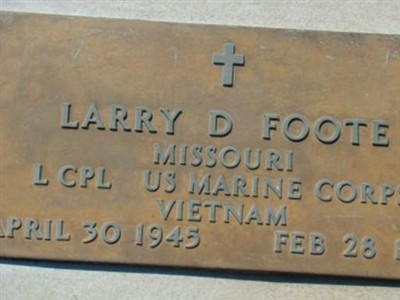 LARRY D FOOTE
MISSOURI
L CPL US MARINE CORPS
VIETNAM
APRIL 30 1945 FEB 28